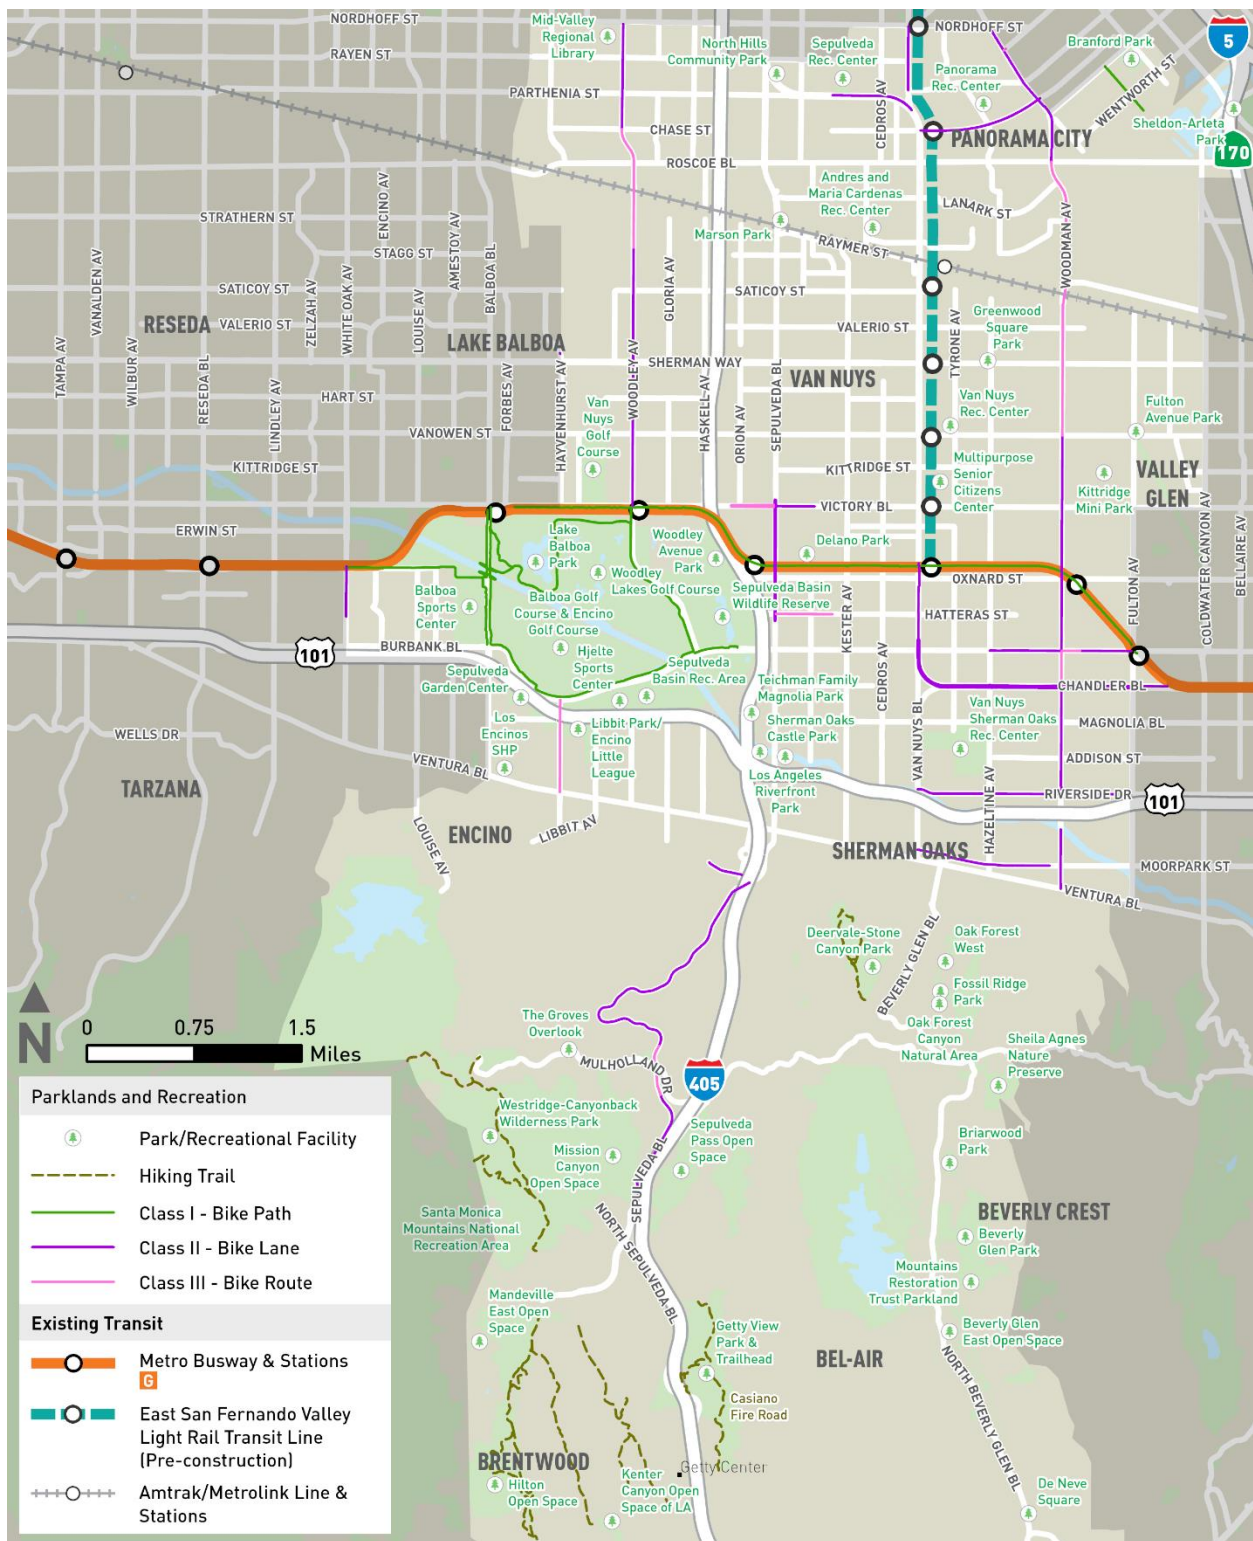 NORDHOFF ST
RAYEN ST
PARTHENIA ST
Mid-Valley
Regional
Library
North Hills
Community Park
Sepulveda
Rec. Center
NORDHOFF ST
Panorama
Rec. Center
Branford Park
5
WENTWORTH ST
Sheldon-Arleta
Park
170
CHASE ST
ROSCOE BL
CEDROS AV
PANORAMA CITY
Andres and
Maria Cardenas
Rec. Center
LANARK ST
WOODMAN AV
Marson Park
RAYMER ST
STRATHERN ST
ENCINO AV
AMESTOY AV
STAGG ST
BALBOA BL
VANALDEN AV
SATICOY ST
ZELZAH AV
WHITE OAK AV
LOUISE AV
GLORIA AV
SATICOY ST
RESEDA
VALERIO ST
VALERIO ST
TYRONE AV
Greenwood
Square
Park
TAMPA AV
WILBUR AV
RESEDA BL
LINDLEY AV
LAKE BALBOA
FORBES AV
HAYVENHURST AV
WOODLEY AV
SHERMAN WAY
HASKELL AV
ORION AV
SEPULVEDA BL
VAN NUYS
HART ST
VANOWEN ST
KITTRIDGE ST
Van
Nuys
Golf
Course
Van Nuys
Rec. Center
Fulton
Avenue Park
KITTRIDGE ST
Multipurpose
Senior
Citizens
Center
Kittridge
Mini Park
VALLEY
GLEN
VICTORY BL
ERWIN ST
Lake
Balboa
Park
Woodley
Avenue
Park
Delano Park
COLDWATER CANYON AV
BELLAIRE AV
Woodley
Lakes Golf Course
Sepulveda Basin
Wildlife Reserve
OXNARD ST
Balboa
Sports
Center
Balboa Golf
Course & Encino
Golf Course
KESTER AV
HATTERAS ST
FULTON AV
BURBANK BL
101
Hjelte
Sports
Center
Sepulveda
Basin Rec. Area
Sepulveda
Garden Center
Teichman Family
Magnolia Park
CEDROS AV
CHANDLER BL
Los
Encinos
SHP
Libbit Park/
Encino
Little
League
Sherman Oaks
Castle Park
VAN NUYS BL
Van Nuys
Sherman Oaks
Rec. Center
MAGNOLIA BL
WELLS DR
VENTURA BL
ADDISON ST
Los Angeles
Riverfront
Park
TARZANA
RIVERSIDE DR
101
HAZELTINE AV
ENCINO
LIBBIT AV
LOUISE AV
SHERMAN OAKS
MOORPARK ST
VENTURA BL
Deervale-Stone
Canyon Park
BEVERLY GLEN BL
Oak Forest
West
Fossil Ridge
Park
Oak Forest
Canyon
Natural Area
Sheila Agnes
Nature
Preserve
The Groves
Overlook
MULHOLLAND DR
405
N
0 0.75 1.5
Miles
Westridge-Canyonback
Wilderness Park
Mission
Canyon
Open Space
Sepulveda
Pass Open
Space
SEPULVEDA BL
Briarwood
Park
Santa Monica
Mountains National
Recreation Area
NORTH SEPULVEDA BL
BEVERLY CREST
Beverly
Glen Park
Mountains
Restoration
Trust Parkland
Mandeville
East Open
Space
Getty View
Park &
Trailhead
Beverly Glen
East Open Space
BEL-AIR
NORTH BEVERLY GLEN BL
Casiano
Fire Road
BRENTWOOD
Getty Center
Hilton
Open Space
Kenter
Canyon Open
Space of LA
De Neve
Square
Parklands and Recreation
Park/Recreational Facility
Hiking Trail
Class I - Bike Path
Class II - Bike Lane
Class III - Bike Route
Existing Transit
Metro Busway & Stations
G
East San Fernando Valley
Light Rail Transit Line
(Pre-construction)
Amtrak/Metrolink Line &
Stations